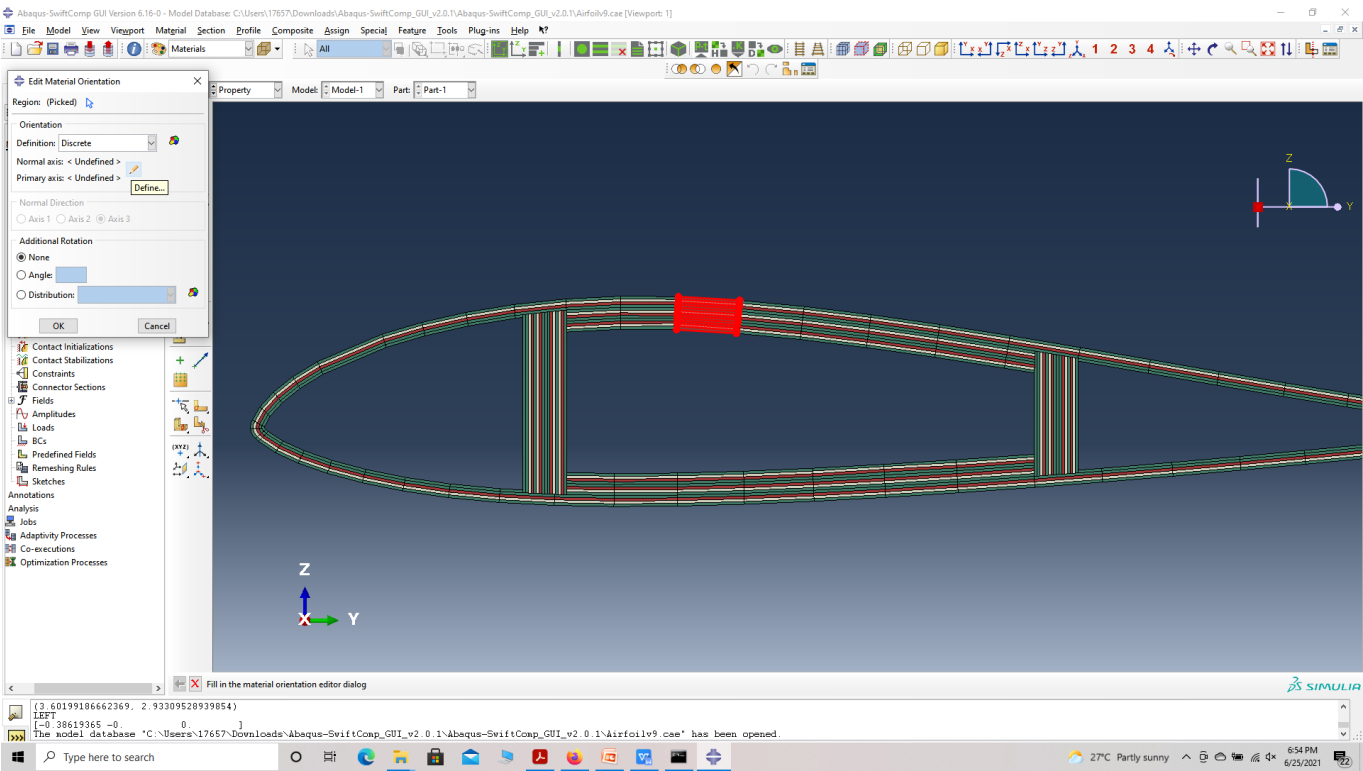 Abaqus-SwiftComp GUI Version 6.16-0 - Model Database: C:\Users\17657\Downloads\Abaqus-SwiftComp_GUI_v2.0.1\Abaqus-SwiftComp_GUI_v2.0.1\Airfoilv9.cae [Viewport: 1]
File Model View Viewport Material Section Profile Composite Assign Special Feature Tools Plug-ins Help
Materials All 1 2 3 4
Edit Material Orientation
Property Model: Model-1 Part: Part-1
Region: (Picked)
Orientation
Definition: Discrete
Normal axis: < Undefined >
Primary axis: < Undefined >
Define...
Normal Direction
Axis 1 Axis 2 Axis 3
Additional Rotation
None
Angle:
Distribution:
OK Cancel
Contact Initializations
Contact Stabilizations
Constraints
Connector Sections
Fields
Amplitudes
Loads
BCs
Predefined Fields
Remeshing Rules
Sketches
Annotations
Analysis
Jobs
Adaptivity Processes
Co-executions
Optimization Processes
(XYZ)
Z
X
Y
Z
X
Y
Fill in the material orientation editor dialog
SIMULIA
(3.60199186662369, 2.93309528939854)
LEFT
[-0.38619365 -0. 0. ]
The model database "C:\Users\17657\Downloads\Abaqus-SwiftComp_GUI_v2.0.1\Abaqus-SwiftComp_GUI_v2.0.1\Airfoilv9.cae" has been opened.
>>>
Type here to search
27°C Partly sunny
6:54 PM
6/25/2021
22